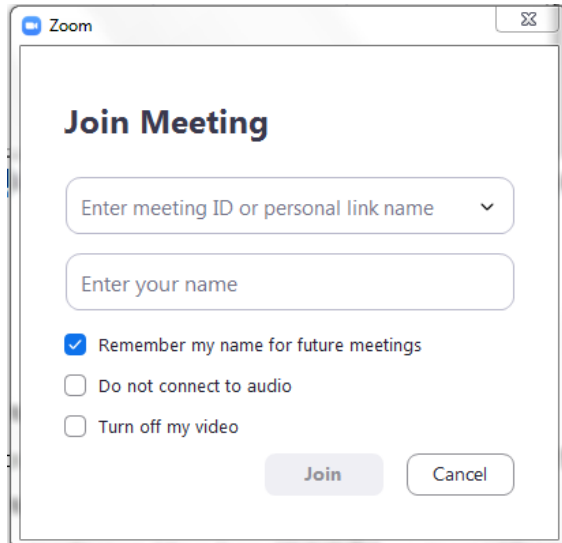 Zoom
Join Meeting
Enter meeting ID or personal link name
Enter your name
Remember my name for future meetings
Do not connect to audio
Turn off my video
Join Cancel